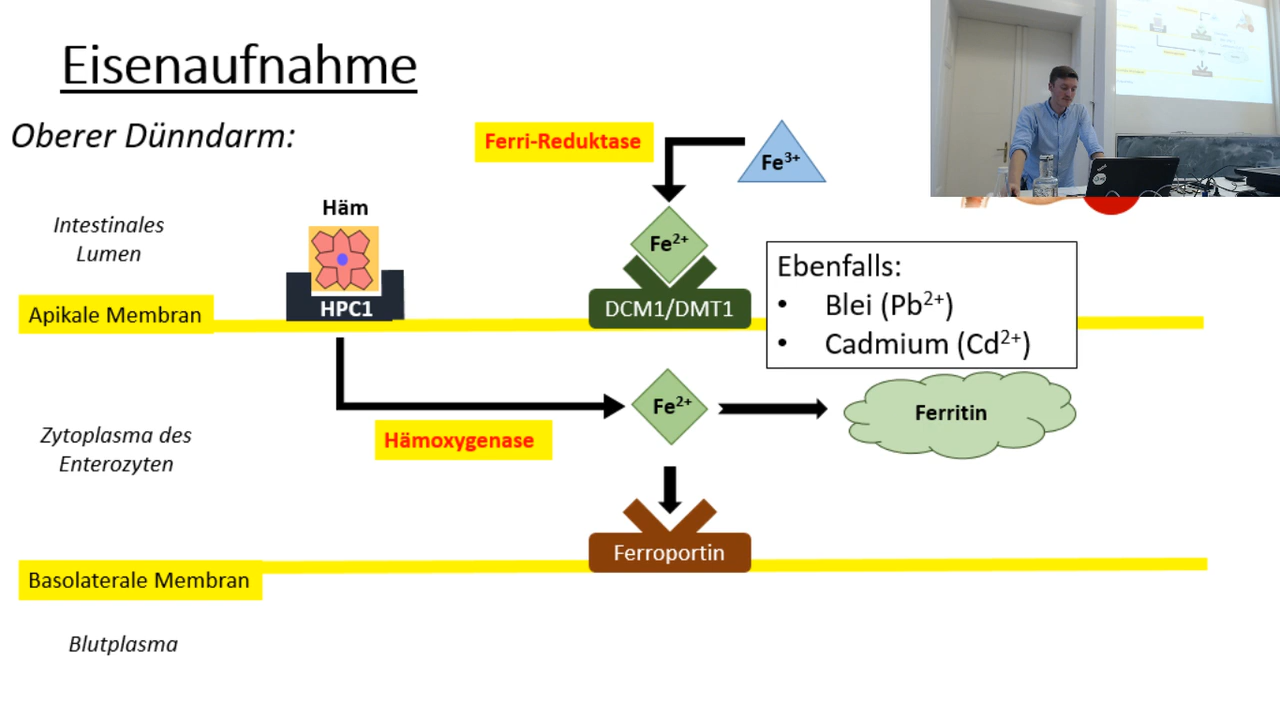 Eisenaufnahme
Oberer Dünndarm:
Ferri-Reduktase
Fe³⁺
Häm
Intestinales
Lumen
Fe²⁺
HPC1
DCM1/DMT1
Apikale Membran
Ebenfalls:
• Blei (Pb²⁺)
• Cadmium (Cd²⁺)
Fe²⁺
Ferritin
Hämoxygenase
Zytoplasma des
Enterozyten
Ferroportin
Basolaterale Membran
Blutplasma